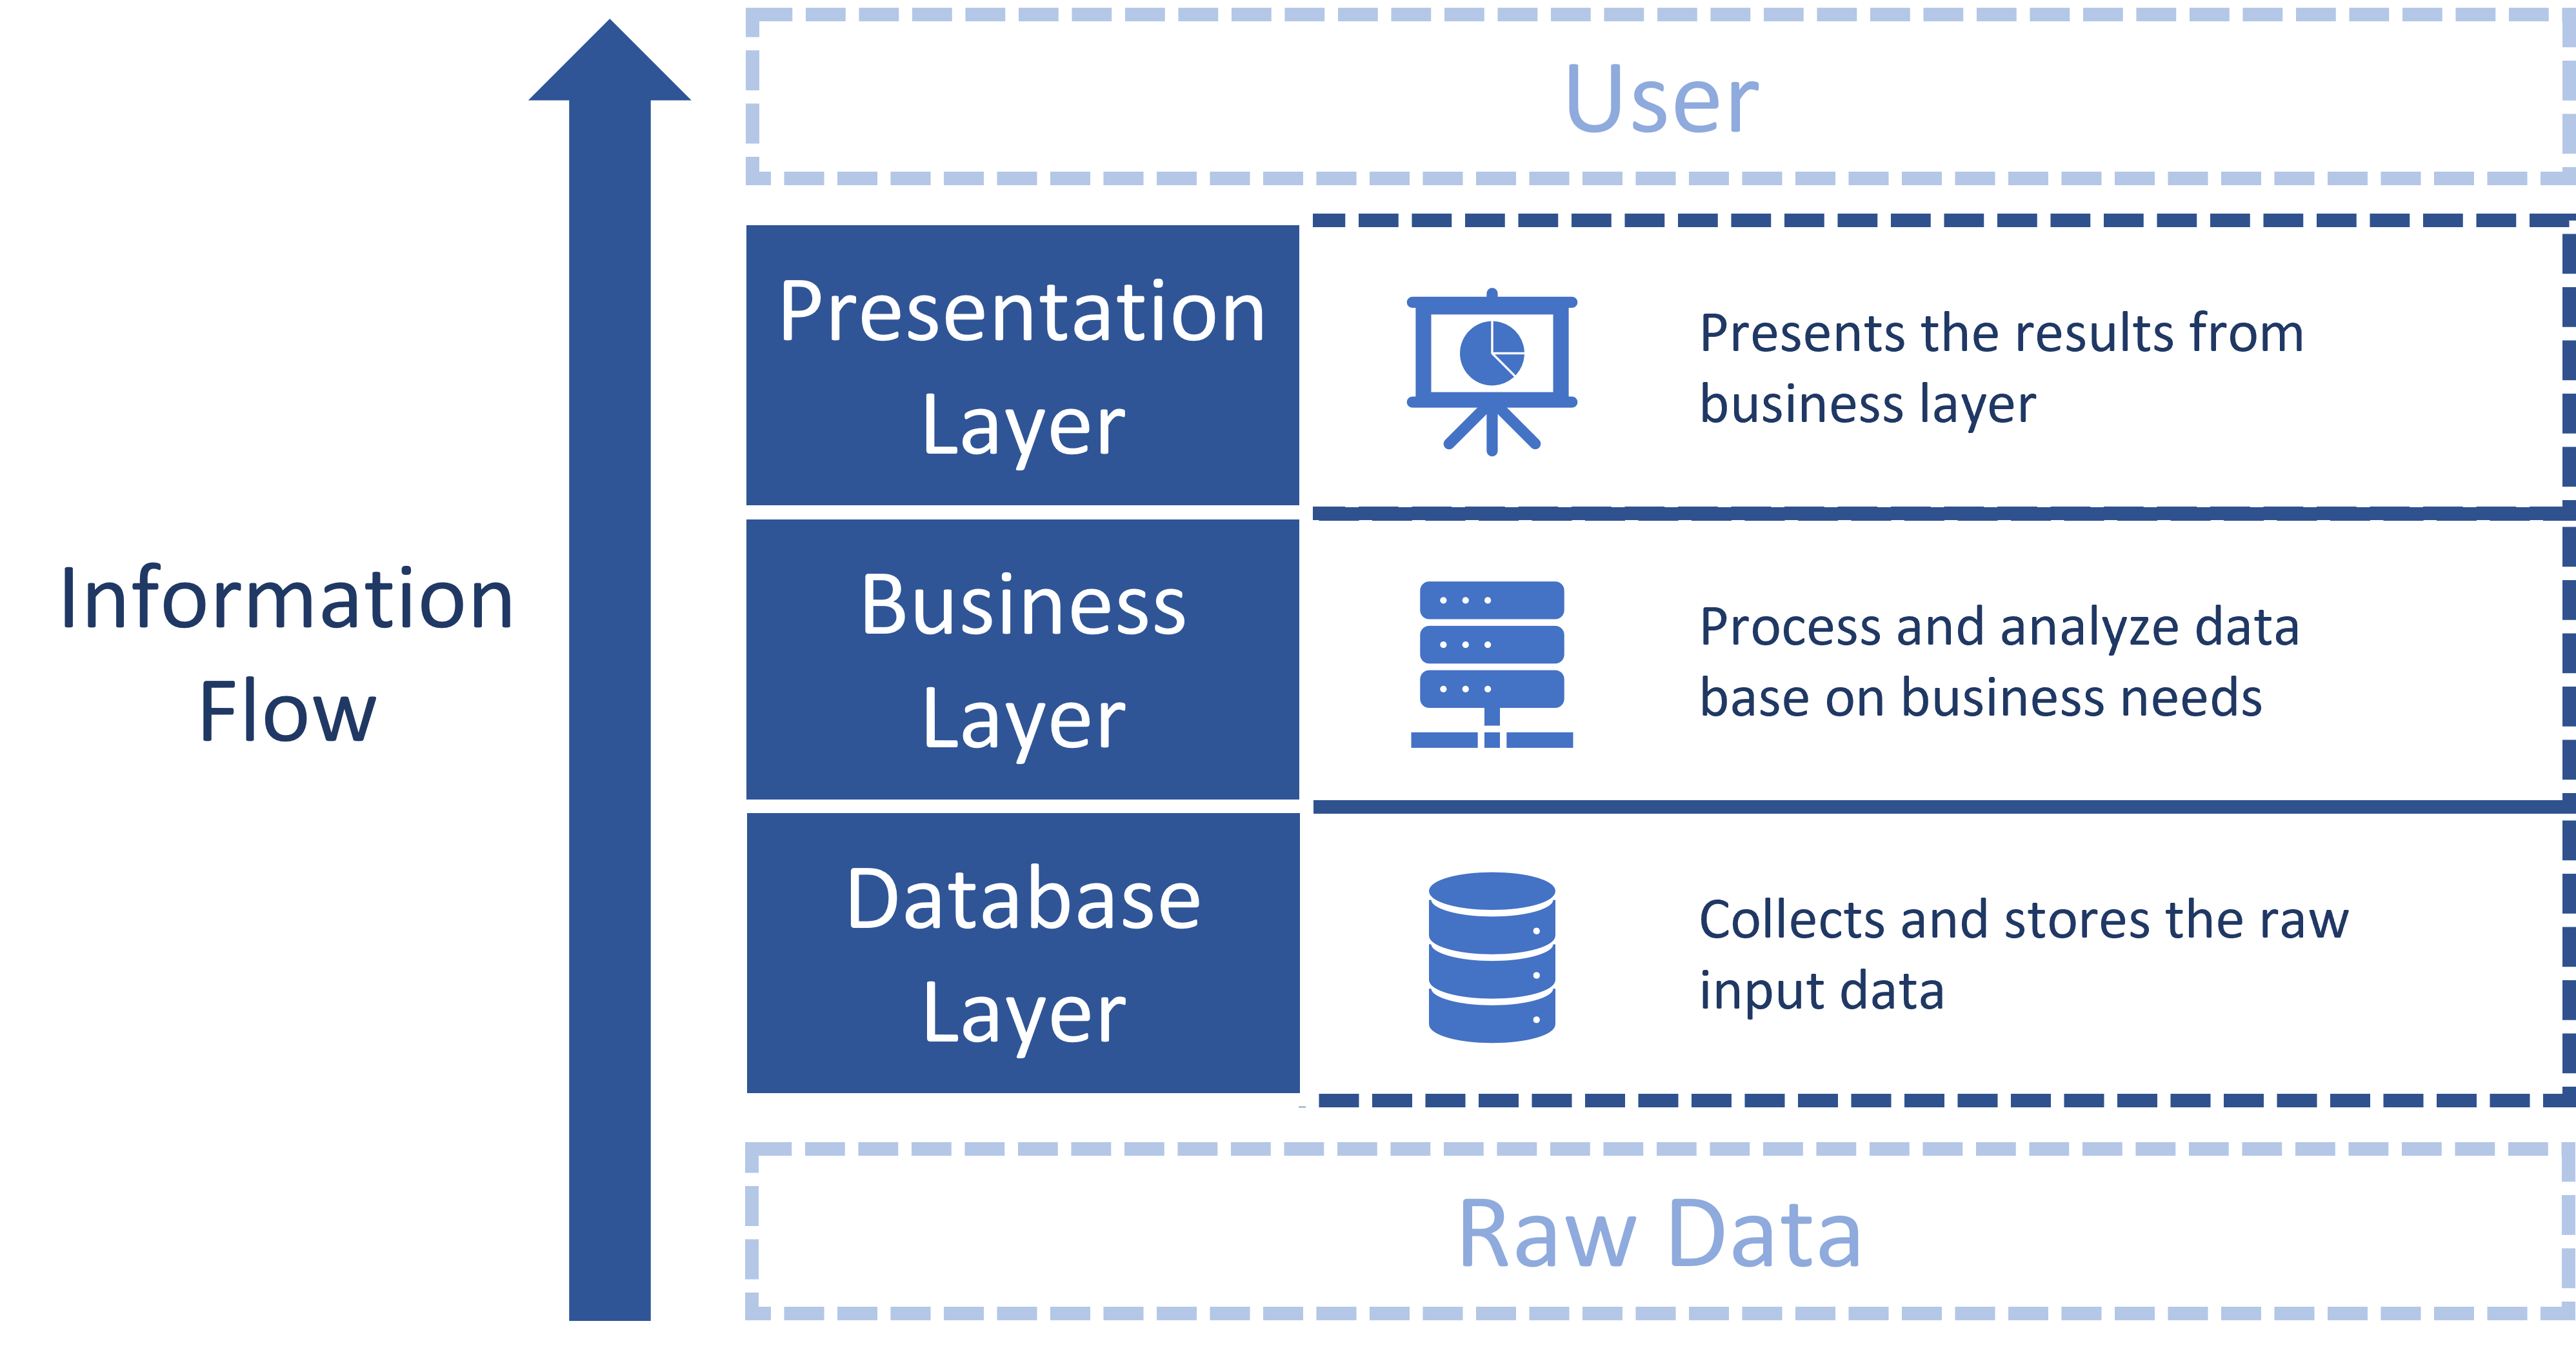 User
Information
Flow
Presentation
Layer
Presents the results from
business layer
Business
Layer
Process and analyze data
base on business needs
Database
Layer
Collects and stores the raw
input data
Raw Data